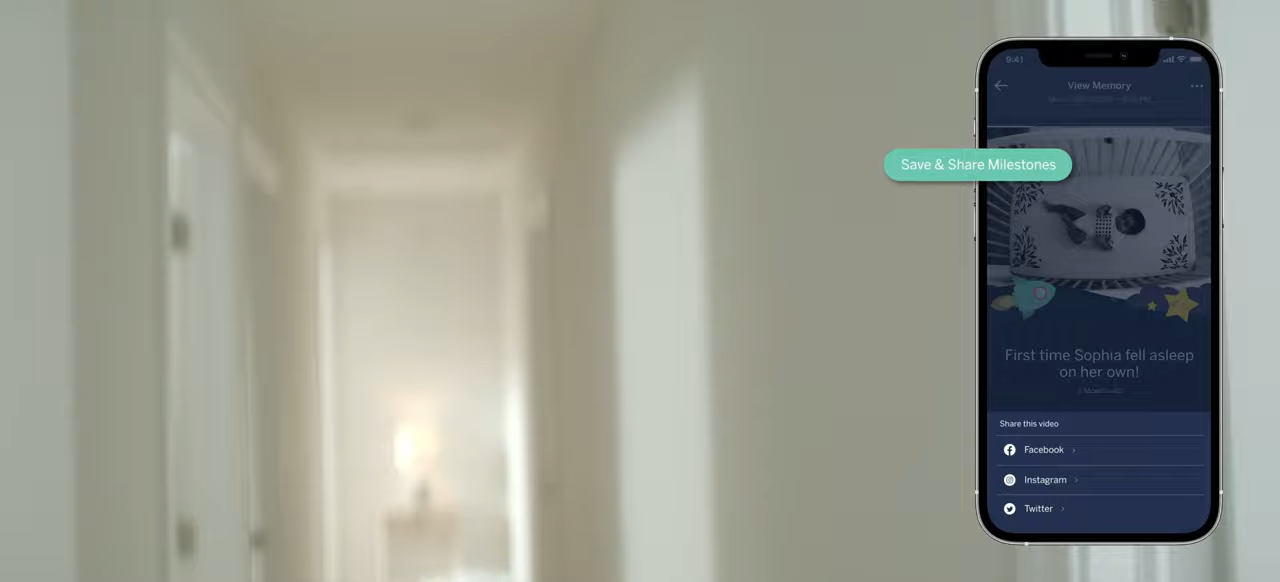 9:41
View Memory
Save & Share Milestones
First time Sophia fell asleep
on her own!
Share this video
Facebook
Instagram
Twitter